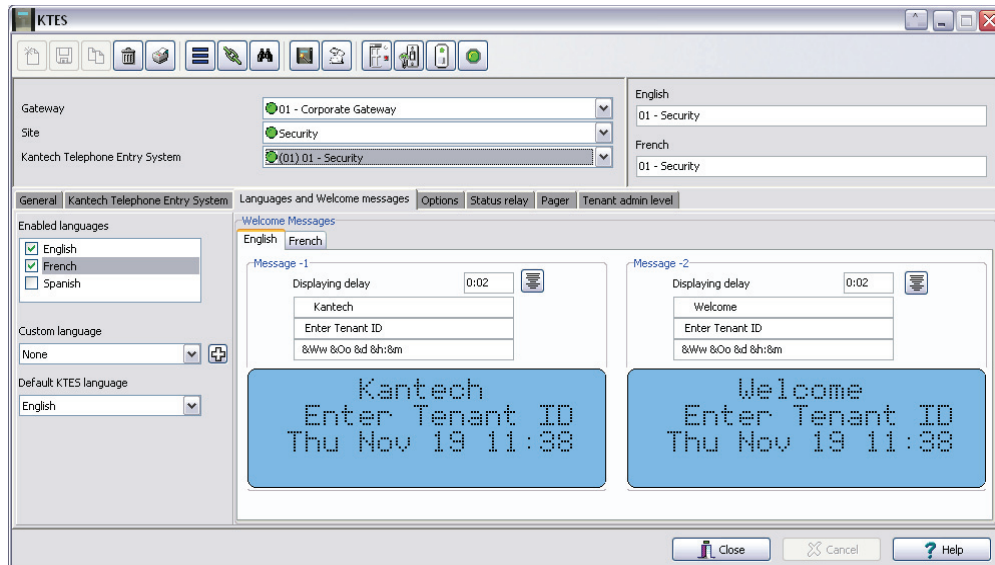 KTES
Gateway
01 - Corporate Gateway
Site
Security
Kantech Telephone Entry System
(01) 01 - Security
English
01 - Security
French
01 - Security
General Kantech Telephone Entry System Languages and Welcome messages Options Status relay Pager Tenant admin level
Enabled languages
English
French
Spanish
Custom language
None
Default KTES language
English
Welcome Messages
English French
Message -1
Displaying delay 0:02
Kantech
Enter Tenant ID
&Ww &Oo &d &h:&m
Kantech
Enter Tenant ID
Thu Nov 19 11:38
Message -2
Displaying delay 0:02
Welcome
Enter Tenant ID
&Ww &Oo &d &h:&m
Welcome
Enter Tenant ID
Thu Nov 19 11:38
Close Cancel Help